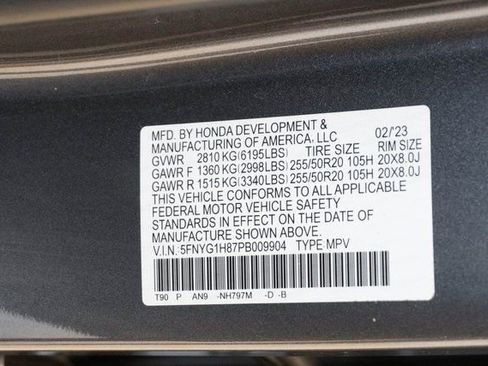 MFD. BY HONDA DEVELOPMENT &
MANUFACTURING OF AMERICA, LLC 02/'23
GVWR 2810 KG(6195LBS) TIRE SIZE RIM SIZE
GAWR F 1360 KG(2998LBS) 255/50R20 105H 20X8.0J
GAWR R 1515 KG(3340LBS) 255/50R20 105H 20X8.0J
THIS VEHICLE CONFORMS TO ALL APPLICABLE
FEDERAL MOTOR VEHICLE SAFETY
STANDARDS IN EFFECT ON THE DATE OF
MANUFACTURE SHOWN ABOVE.
V.I.N.:5FNYG1H87PB009904 TYPE MPV
T90 P AN9 -NH797M -D -B